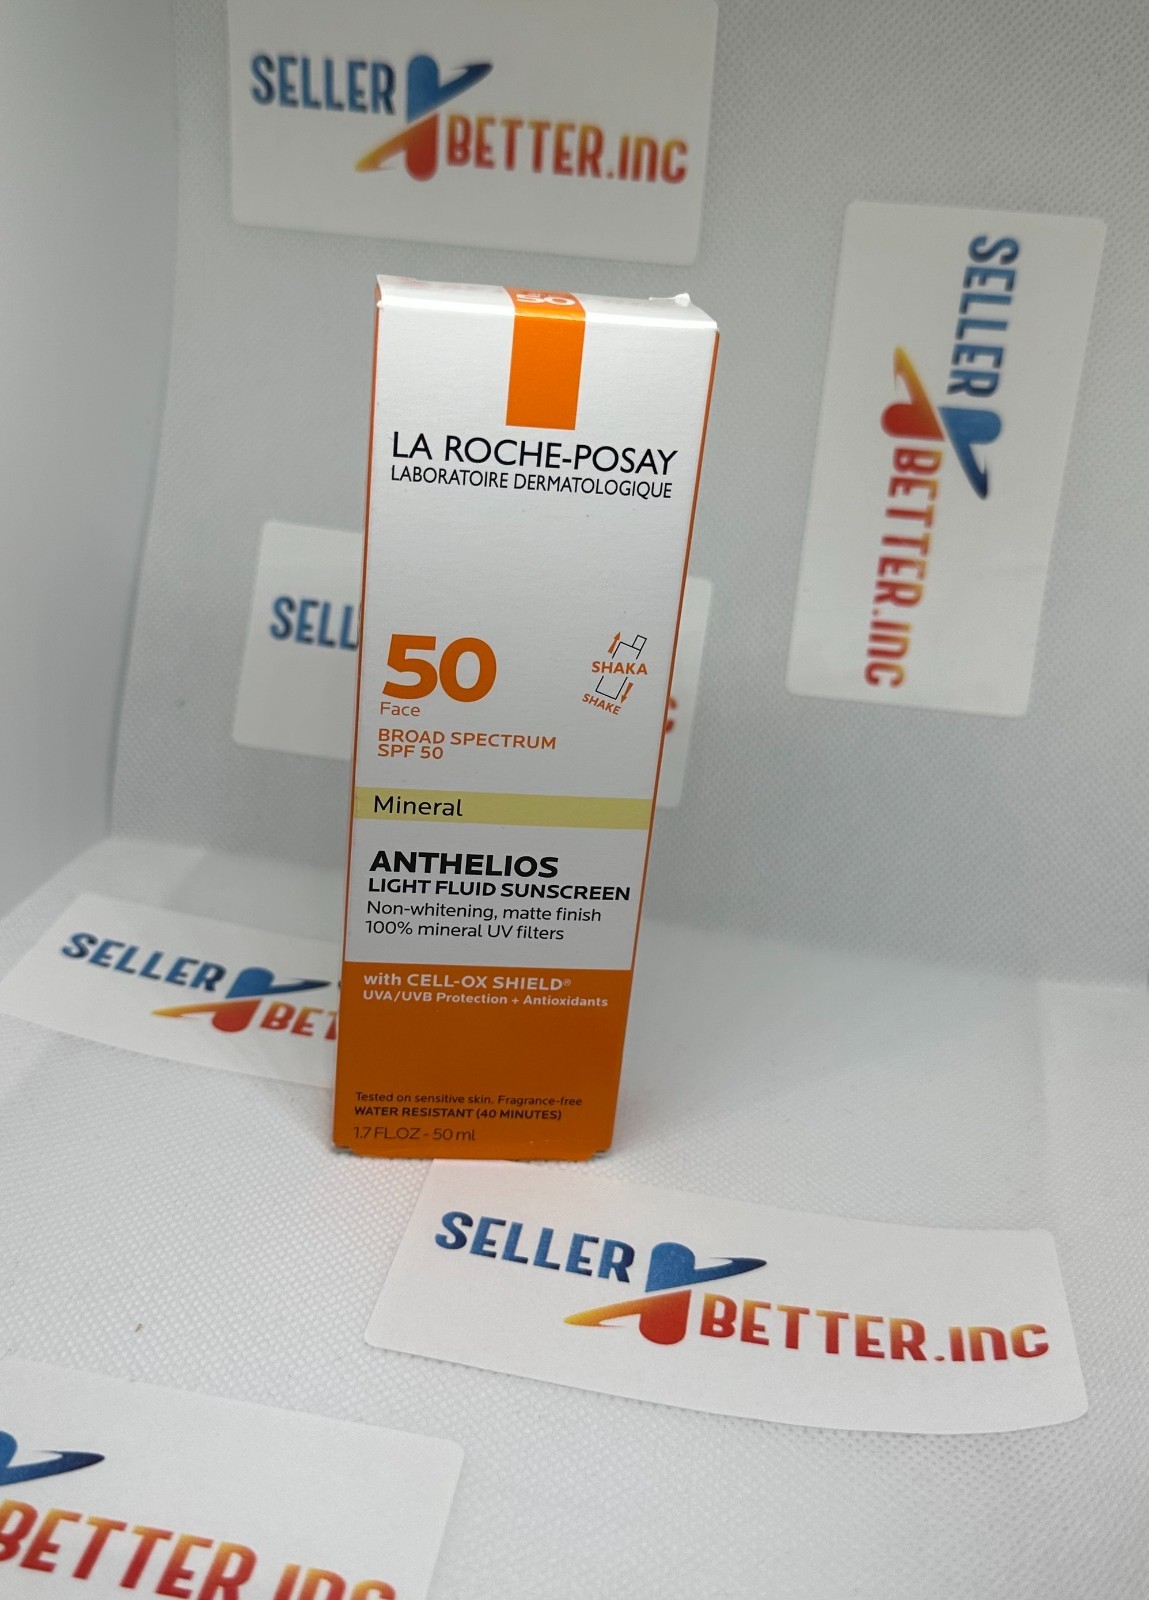 SELLER
BETTER.INC
SELLER
BETTER.INC
50
LA ROCHE-POSAY
LABORATOIRE DERMATOLOGIQUE
SELL
C
50
Face
BROAD SPECTRUM
SPF 50
SHAKA
SHAKE
Mineral
ANTHELIOS
LIGHT FLUID SUNSCREEN
Non-whitening, matte finish
100% mineral UV filters
with CELL-OX SHIELD®
UVA/UVB Protection + Antioxidants
Tested on sensitive skin. Fragrance-free
WATER RESISTANT (40 MINUTES)
1.7 FL.OZ - 50 ml
SELLER
BET
SELLER
BETTER.INC
BETTER.INC